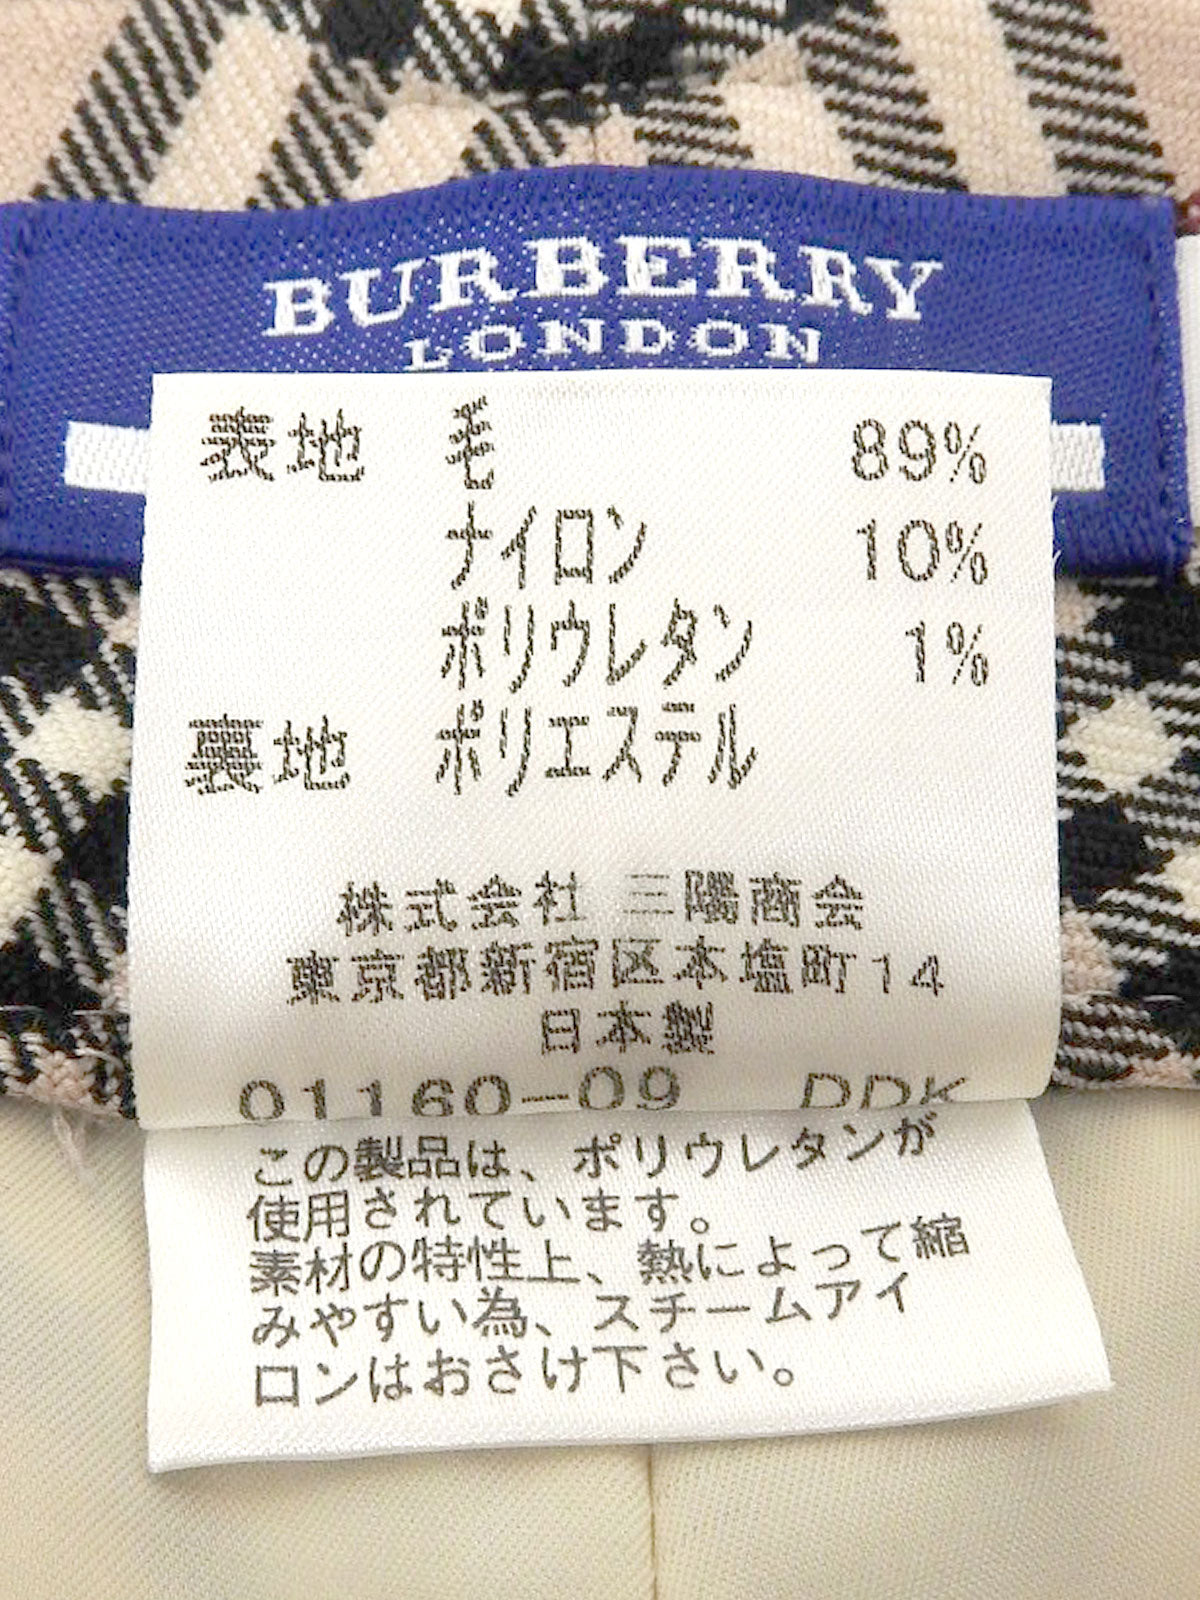 BURBERRY
LONDON
表地 毛 89%
ナイロン 10%
ポリウレタン 1%
裏地 ポリエステル
株式会社 三陽商会
東京都新宿区本塩町14
日本製
01160-09 DDK
この製品は、ポリウレタンが
使用されています。
素材の特性上、熱によって縮
みやすい為、スチームアイ
ロンはおさけ下さい。